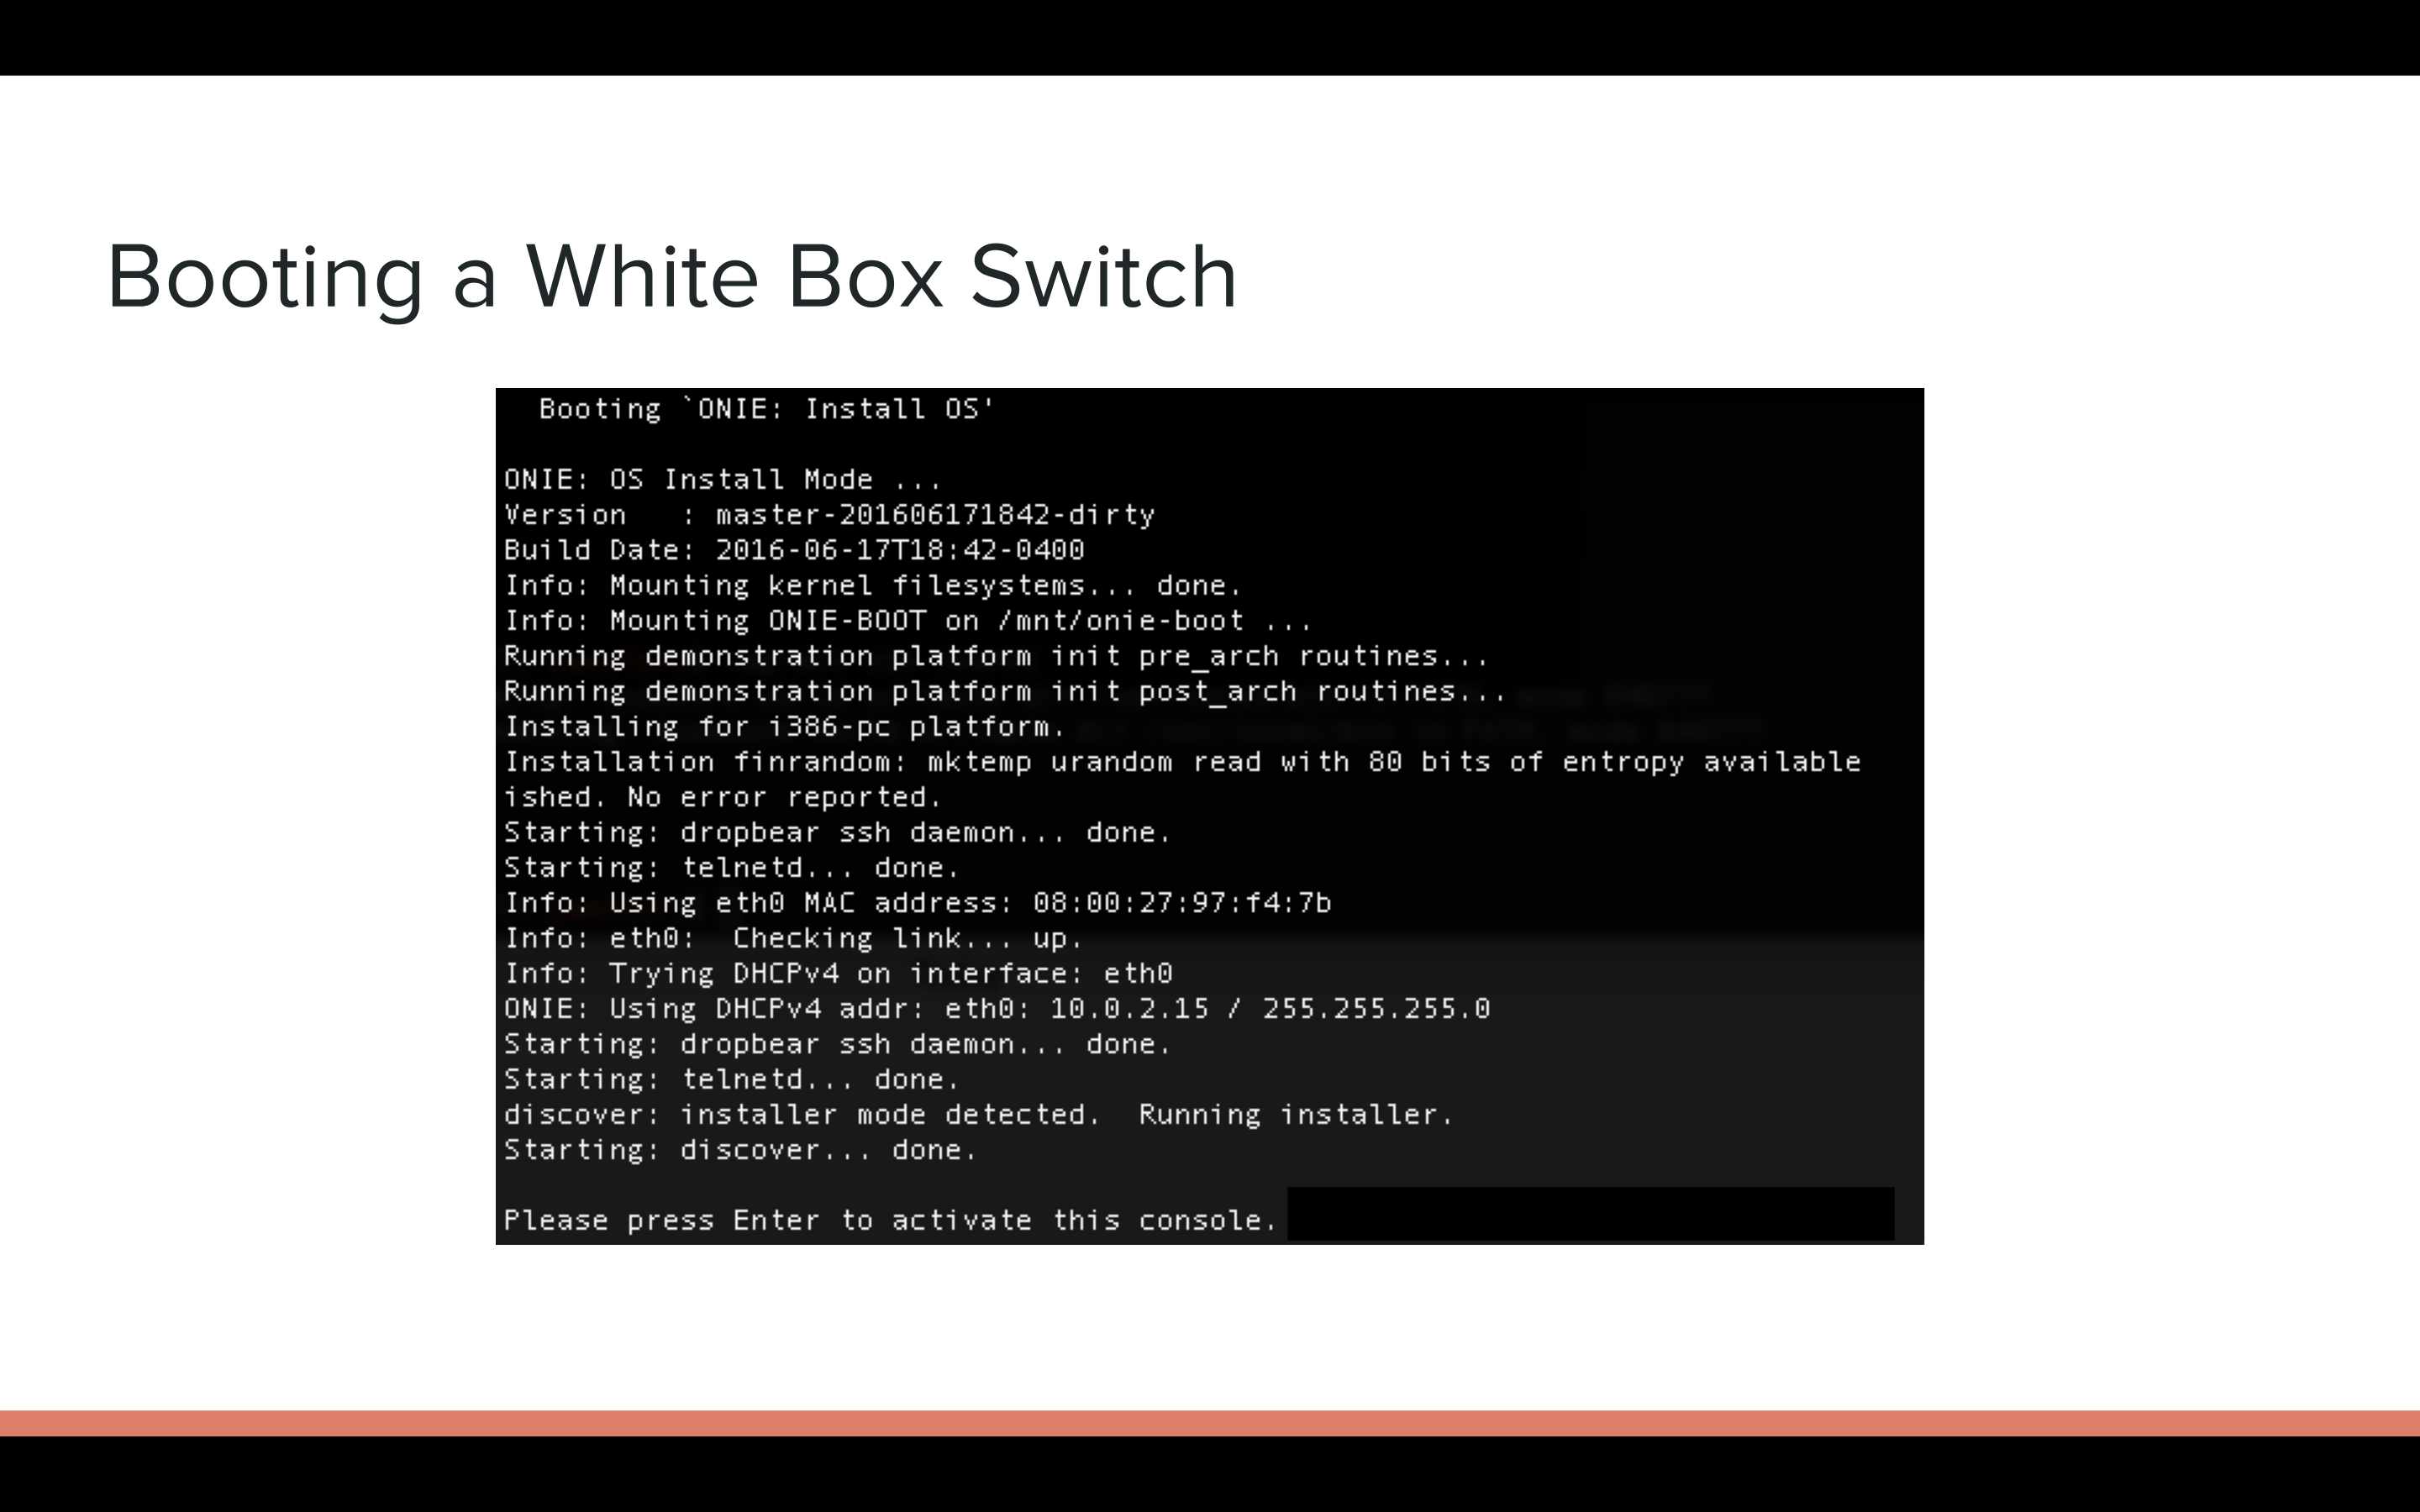 Booting a White Box Switch
Booting `ONIE: Install OS'
ONIE: OS Install Mode ...
Version   : master-201606171842-dirty
Build Date: 2016-06-17T18:42-0400
Info: Mounting kernel filesystems... done.
Info: Mounting ONIE-BOOT on /mnt/onie-boot ...
Running demonstration platform init pre_arch routines...
Running demonstration platform init post_arch routines...
Installing for i386-pc platform.
Installation finrandom: mktemp urandom read with 80 bits of entropy available
ished. No error reported.
Starting: dropbear ssh daemon... done.
Starting: telnetd... done.
Info: Using eth0 MAC address: 08:00:27:97:f4:7b
Info: eth0:  Checking link... up.
Info: Trying DHCPv4 on interface: eth0
ONIE: Using DHCPv4 addr: eth0: 10.0.2.15 / 255.255.255.0
Starting: dropbear ssh daemon... done.
Starting: telnetd... done.
discover: installer mode detected.  Running installer.
Starting: discover... done.
Please press Enter to activate this console.